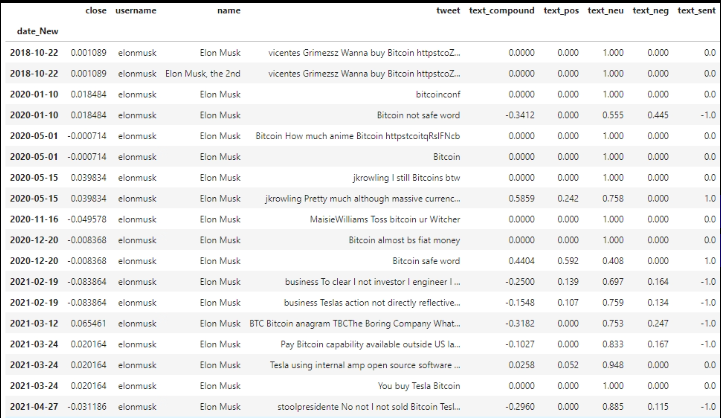 close username name tweet text_compound text_pos text_neu text_neg text_sent
date_New
2018-10-22 0.001089 elonmusk Elon Musk vicentes Grimezsz Wanna buy Bitcoin httpstcoZ... 0.0000 0.000 1.000 0.000 0.0
2018-10-22 0.001089 elonmusk Elon Musk, the 2nd vicentes Grimezsz Wanna buy Bitcoin httpstcoZ... 0.0000 0.000 1.000 0.000 0.0
2020-01-10 0.018484 elonmusk Elon Musk bitcoinconf 0.0000 0.000 1.000 0.000 0.0
2020-01-10 0.018484 elonmusk Elon Musk Bitcoin not safe word -0.3412 0.000 0.555 0.445 -1.0
2020-05-01 -0.000714 elonmusk Elon Musk Bitcoin How much anime Bitcoin httpstcoitqRslFNcb 0.0000 0.000 1.000 0.000 0.0
2020-05-01 -0.000714 elonmusk Elon Musk Bitcoin 0.0000 0.000 1.000 0.000 0.0
2020-05-15 0.039834 elonmusk Elon Musk jkrowling I still Bitcoins btw 0.0000 0.000 1.000 0.000 0.0
2020-05-15 0.039834 elonmusk Elon Musk jkrowling Pretty much although massive currenc... 0.5859 0.242 0.758 0.000 1.0
2020-11-16 -0.049578 elonmusk Elon Musk MaisieWilliams Toss bitcoin ur Witcher 0.0000 0.000 1.000 0.000 0.0
2020-12-20 -0.008368 elonmusk Elon Musk Bitcoin almost bs fiat money 0.0000 0.000 1.000 0.000 0.0
2020-12-20 -0.008368 elonmusk Elon Musk Bitcoin safe word 0.4404 0.592 0.408 0.000 1.0
2021-02-19 -0.083864 elonmusk Elon Musk business To clear I not investor I engineer I ... -0.2500 0.139 0.697 0.164 -1.0
2021-02-19 -0.083864 elonmusk Elon Musk business Teslas action not directly reflective... -0.1548 0.107 0.759 0.134 -1.0
2021-03-12 0.065461 elonmusk Elon Musk BTC Bitcoin anagram TBCThe Boring Company What... -0.3182 0.000 0.753 0.247 -1.0
2021-03-24 0.020164 elonmusk Elon Musk Pay Bitcoin capability available outside US la... -0.1027 0.000 0.833 0.167 -1.0
2021-03-24 0.020164 elonmusk Elon Musk Tesla using internal amp open source software ... 0.0258 0.052 0.948 0.000 0.0
2021-03-24 0.020164 elonmusk Elon Musk You buy Tesla Bitcoin 0.0000 0.000 1.000 0.000 0.0
2021-04-27 -0.031186 elonmusk Elon Musk stoolpresidente No not I not sold Bitcoin Tesl... -0.2960 0.000 0.885 0.115 -1.0